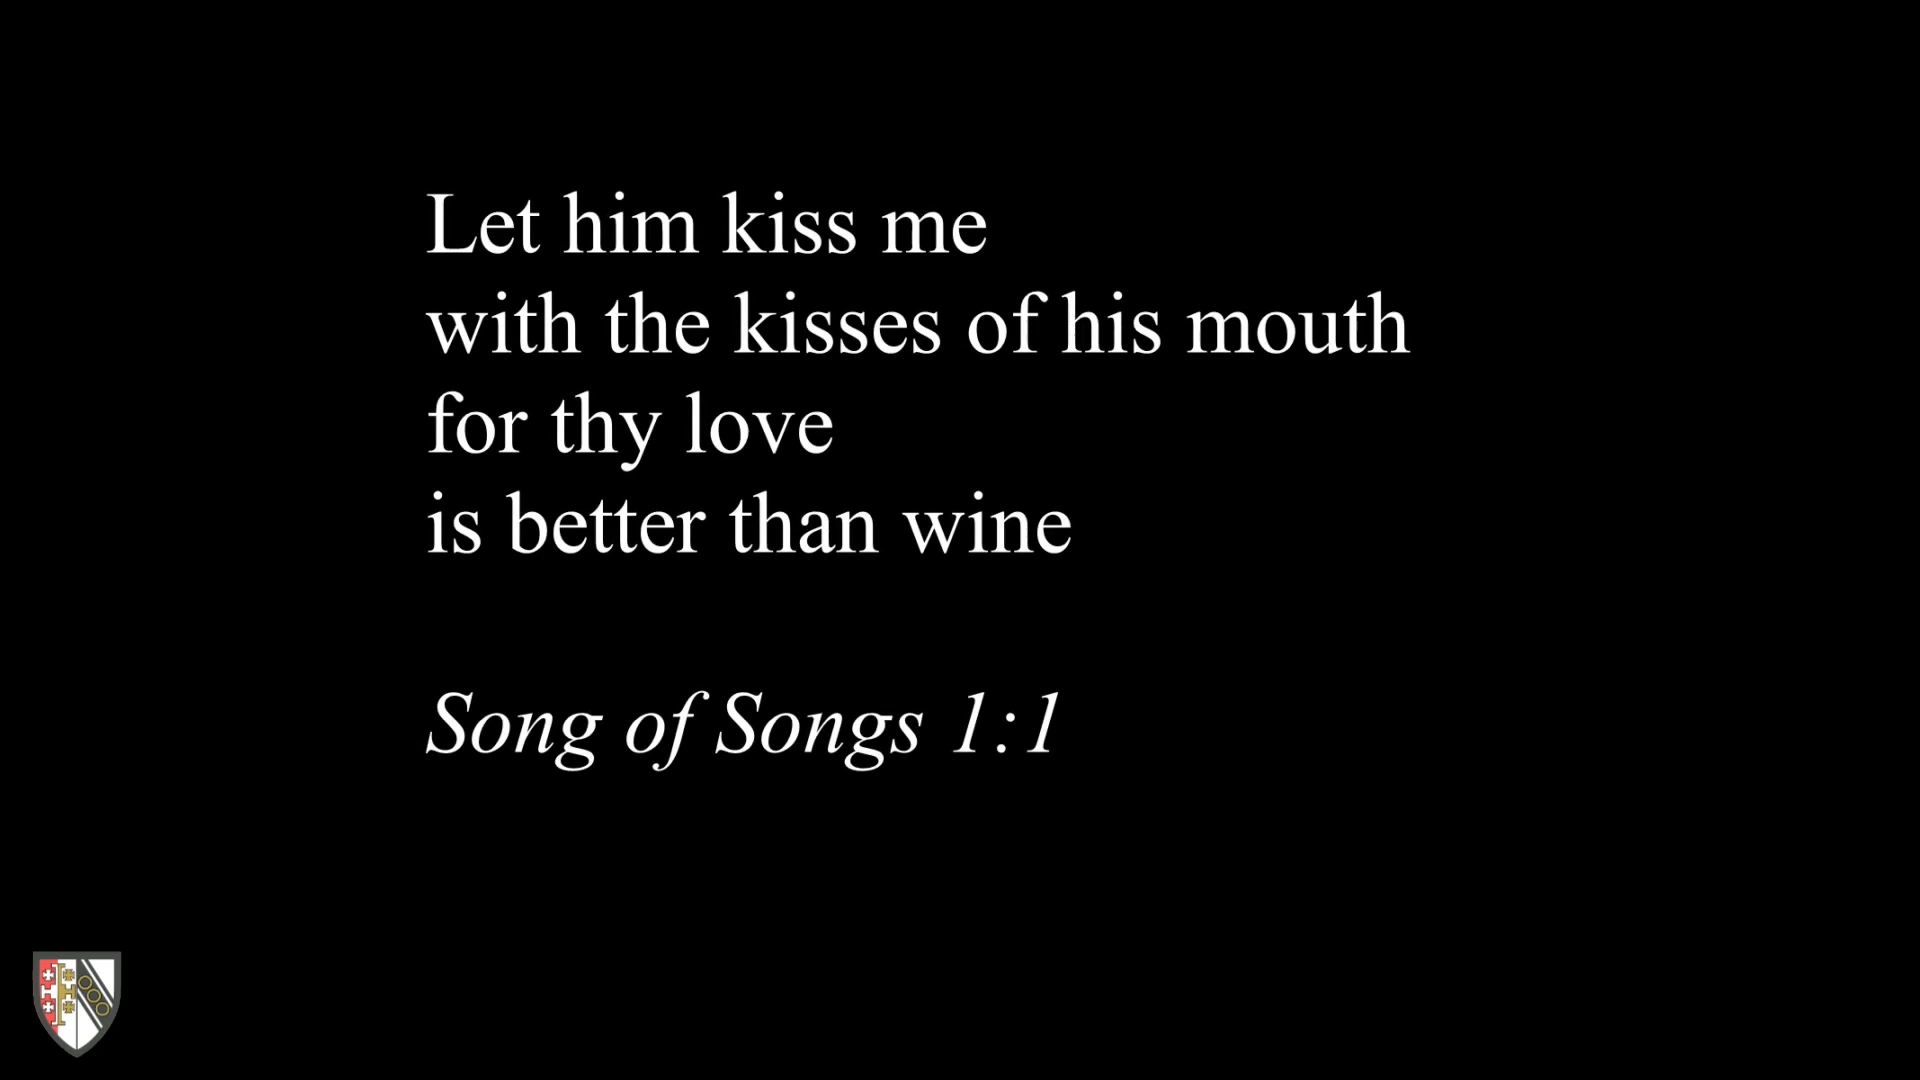 Let him kiss me
with the kisses of his mouth
for thy love
is better than wine
Song of Songs 1:1